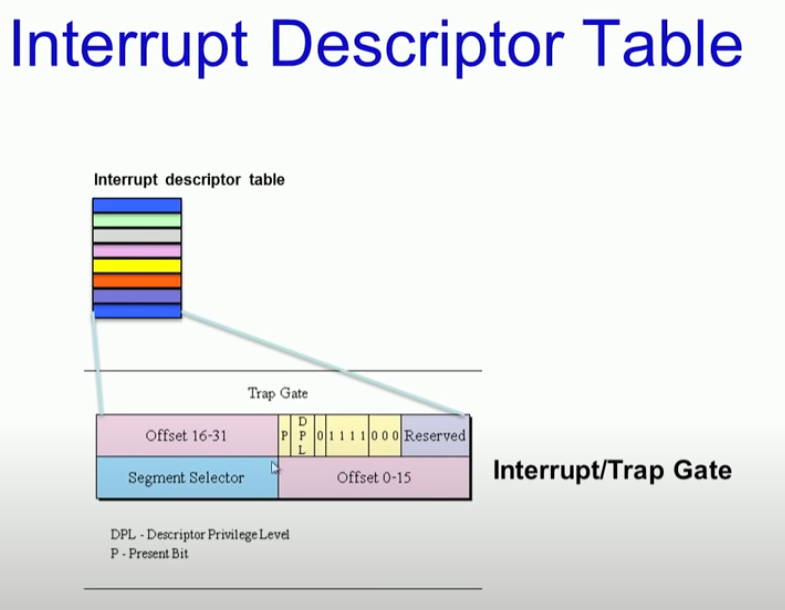 Interrupt Descriptor Table
Interrupt descriptor table
Trap Gate
Offset 16-31 P DPL 0 1 1 1 1 0 0 0 Reserved
Segment Selector Offset 0-15
Interrupt/Trap Gate
DPL - Descriptor Privilege Level
P - Present Bit